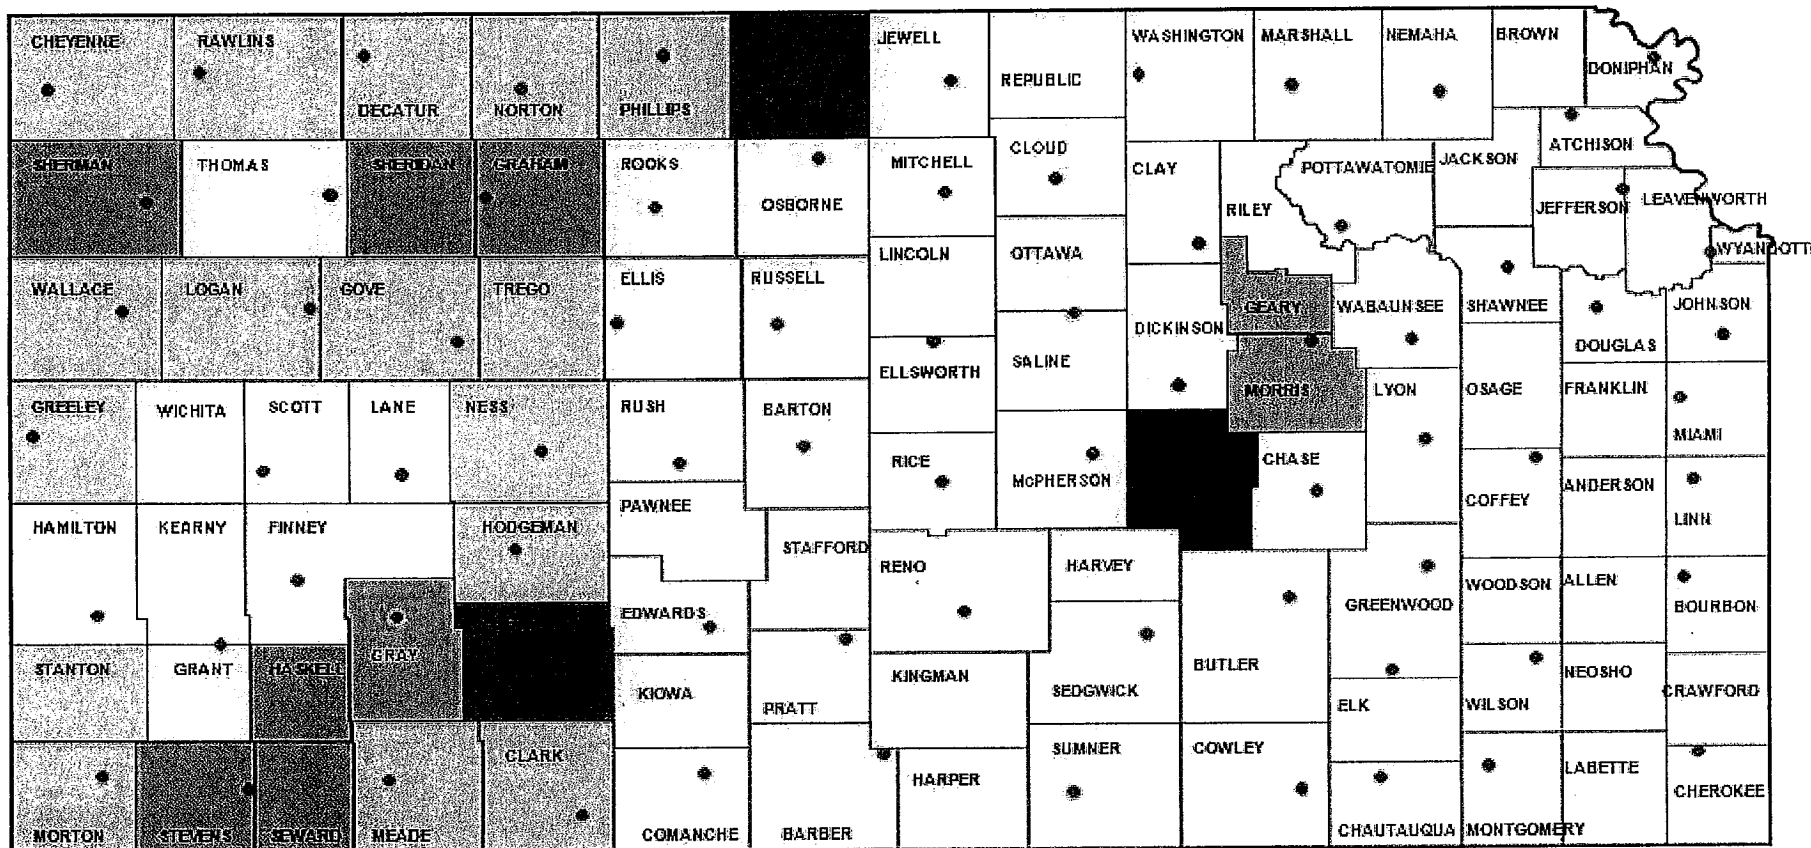 CHEYENNE
RAWLINS
DECATUR
NORTON
PHILLIPS
JEWELL
REPUBLIC
WASHINGTON
MARSHALL
NEMAHA
BROWN
DONIPHAN
SHERMAN
THOMAS
SHERIDAN
GRAHAM
ROOKS
OSBORNE
MITCHELL
CLOUD
CLAY
RILEY
POTTAWATOMIE
JACKSON
ATCHISON
JEFFERSON
LEAVENWORTH
WYANDOTT
WALLACE
LOGAN
GOVE
TREGO
ELLIS
RUSSELL
LINCOLN
OTTAWA
DICKINSON
GEARY
WABAUNSEE
SHAWNEE
DOUGLAS
JOHNSON
ELLSWORTH
SALINE
GREELEY
WICHITA
SCOTT
LANE
NESS
RUSH
BARTON
RICE
McPHERSON
MORRIS
CHASE
LYON
OSAGE
FRANKLIN
MIAMI
HAMILTON
KEARNY
FINNEY
HODGEMAN
PAWNEE
STAFFORD
RENO
HARVEY
COFFEY
ANDERSON
LINN
STANTON
GRANT
HASKELL
GRAY
EDWARDS
KIOWA
PRATT
KINGMAN
SEDGWICK
BUTLER
GREENWOOD
WOODSON
ALLEN
BOURBON
ELK
WILSON
NEOSHO
CRAWFORD
MORTON
STEVENS
SEWARD
MEADE
CLARK
COMANCHE
BARBER
HARPER
SUMNER
COWLEY
CHAUTAUQUA
MONTGOMERY
LABETTE
CHEROKEE